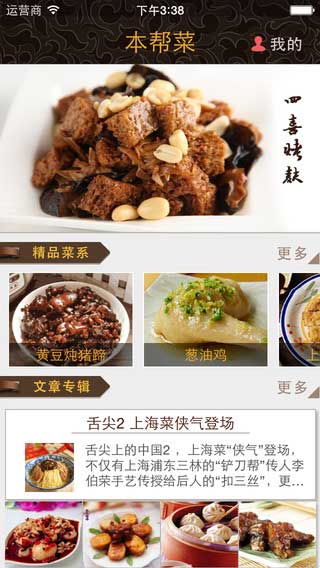 运营商 下午3:38
本帮菜
我的
四喜烤麸
精品菜系 更多
黄豆炖猪蹄 葱油鸡 上
文章专辑 更多
舌尖2 上海菜侠气登场
舌尖上的中国2 ，上海菜“侠气”登场，
不仅有上海浦东三林的“铲刀帮”传人李
伯荣手艺传授给后人的“扣三丝”，更...